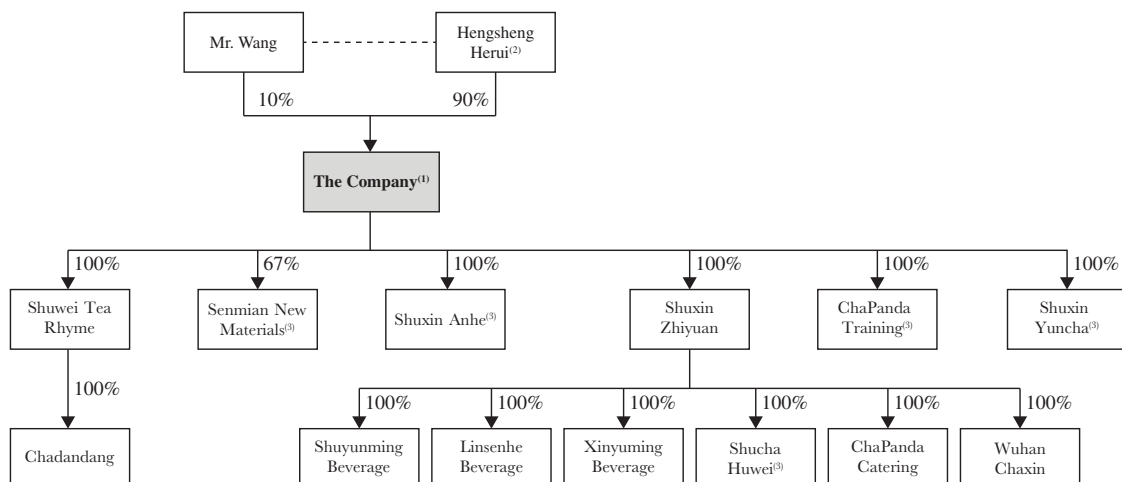 Mr. Wang
Hengsheng
Herui(2)
10%
90%
The Company(1)
100%
67%
100%
100%
100%
100%
Shuwei Tea
Rhyme
Senmian New
Materials(3)
Shuxin Anhe(3)
Shuxin
Zhiyuan
ChaPanda
Training(3)
Shuxin
Yuncha(3)
100%
100%
100%
100%
100%
100%
100%
Chadandang
Shuyunming
Beverage
Linsenhe
Beverage
Xinyuming
Beverage
Shucha
Huwei(3)
ChaPanda
Catering
Wuhan
Chaxin